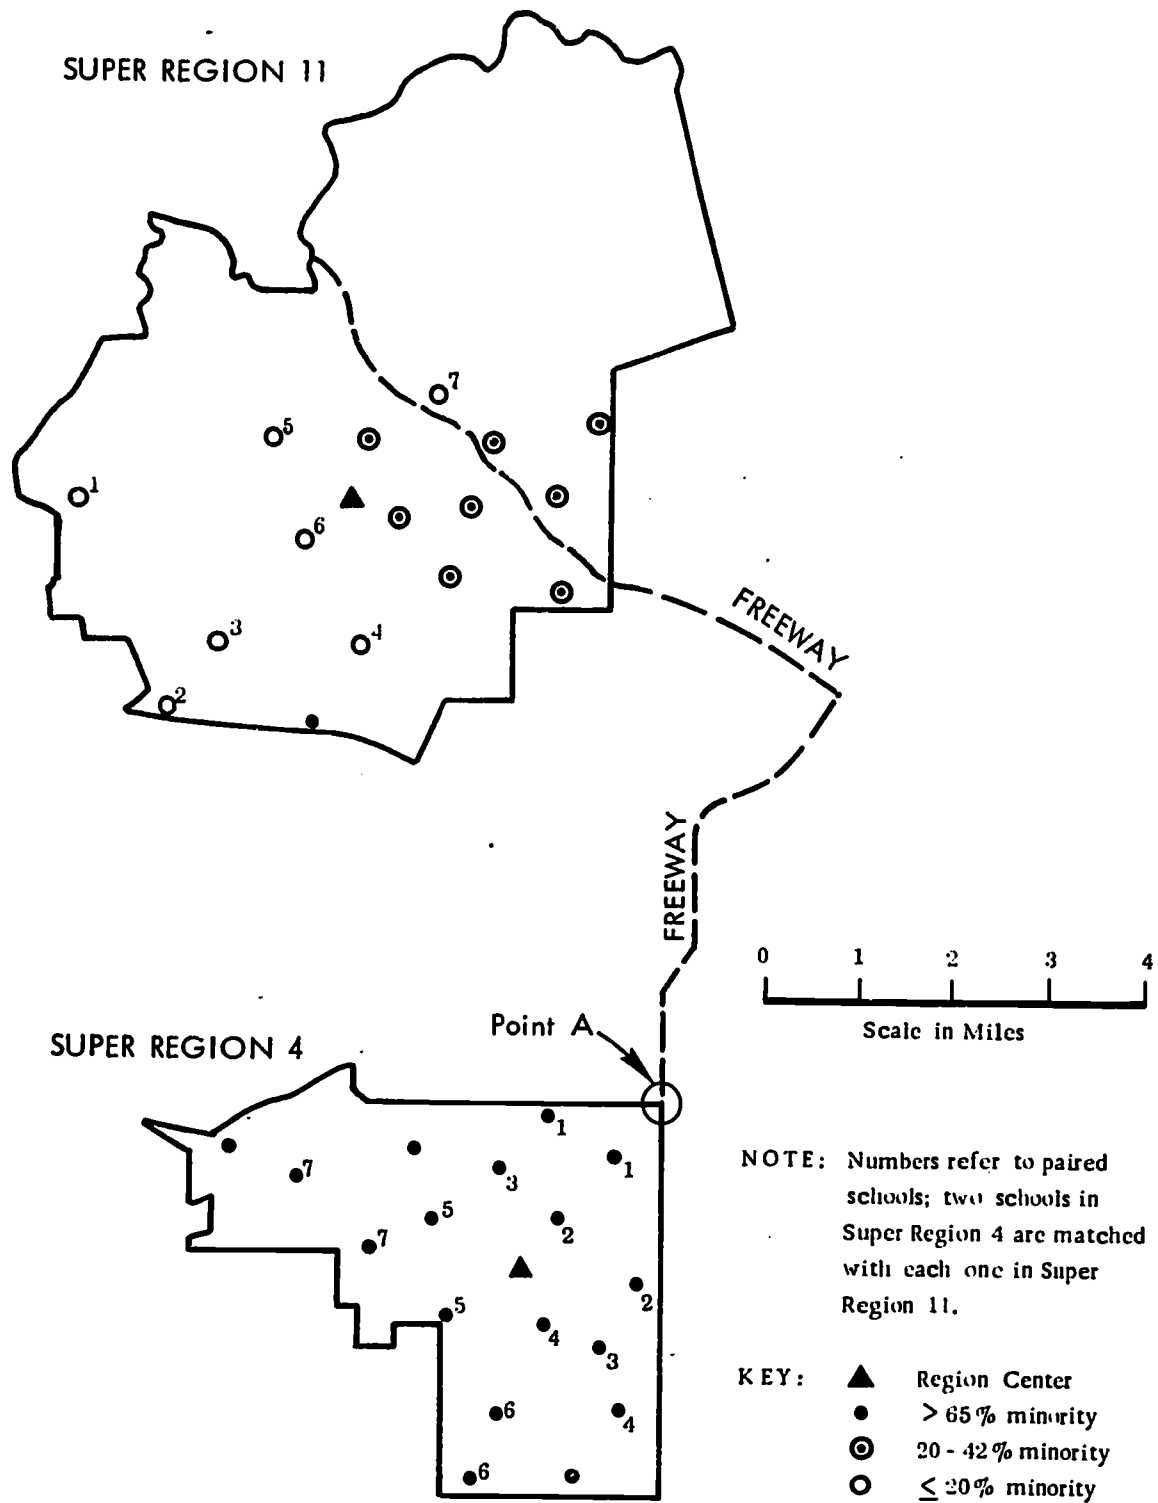 SUPER REGION 11
7
5
1
6
3
4
2
FREEWAY
FREEWAY
0 1 2 3 4
Scale in Miles
Point A
SUPER REGION 4
1
1
7
3
5
2
7
2
5
4
3
6
4
6
NOTE: Numbers refer to paired
schools; two schools in
Super Region 4 are matched
with each one in Super
Region 11.
KEY: ▲ Region Center
● > 65% minority
◉ 20 - 42% minority
○ ≤ 20% minority